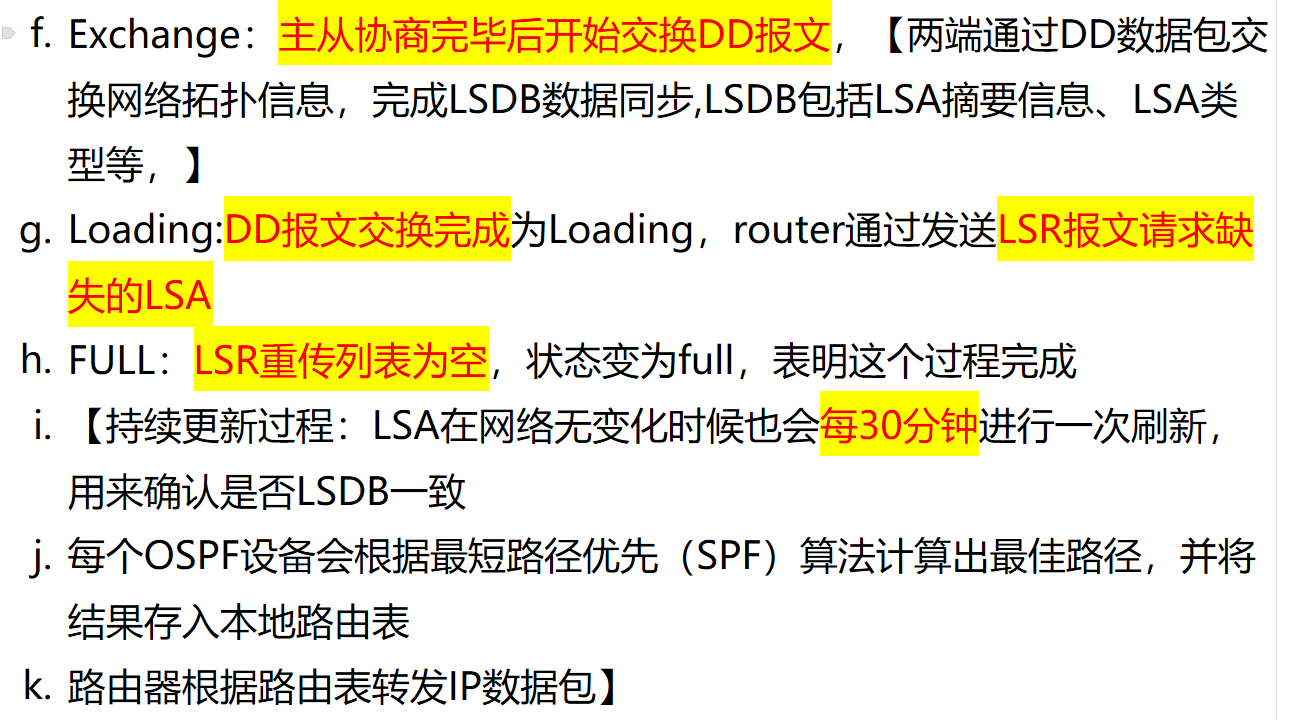 f. Exchange：主从协商完毕后开始交换DD报文，【两端通过DD数据包交
换网络拓扑信息，完成LSDB数据同步,LSDB包括LSA摘要信息、LSA类
型等，】
g. Loading:DD报文交换完成为Loading，router通过发送LSR报文请求缺
失的LSA
h. FULL：LSR重传列表为空，状态变为full，表明这个过程完成
i. 【持续更新过程：LSA在网络无变化时候也会每30分钟进行一次刷新，
用来确认是否LSDB一致
j. 每个OSPF设备会根据最短路径优先（SPF）算法计算出最佳路径，并将
结果存入本地路由表
k. 路由器根据路由表转发IP数据包】